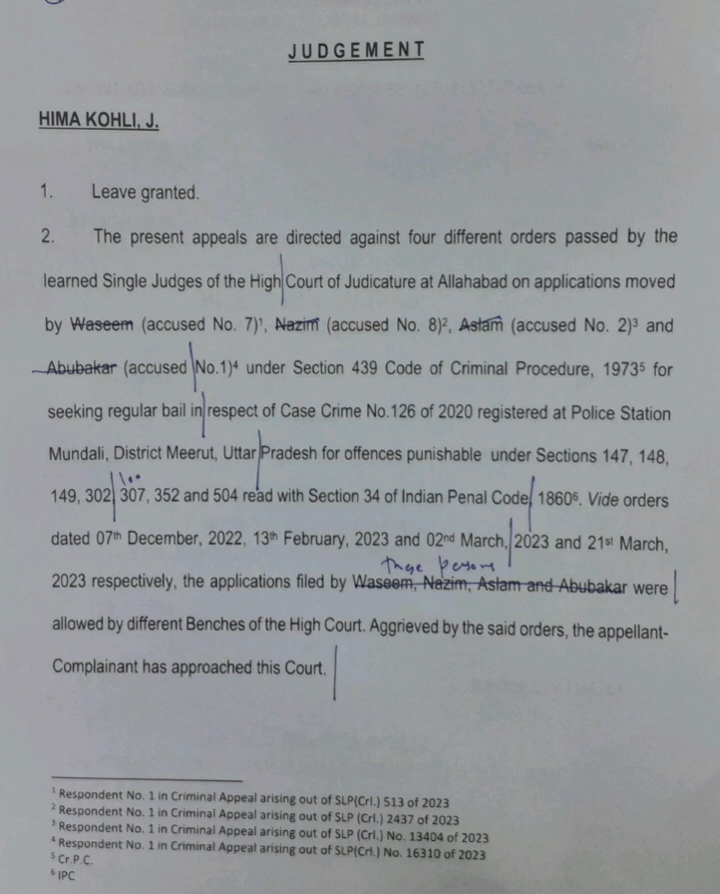 JUDGEMENT
HIMA KOHLI, J.
1. Leave granted.
2. The present appeals are directed against four different orders passed by the
learned Single Judges of the High Court of Judicature at Allahabad on applications moved
by Waseem (accused No. 7)¹, Nazim (accused No. 8)², Aslam (accused No. 2)³ and
Abubakar (accused No.1)⁴ under Section 439 Code of Criminal Procedure, 1973⁵ for
seeking regular bail in respect of Case Crime No.126 of 2020 registered at Police Station
Mundali, District Meerut, Uttar Pradesh for offences punishable under Sections 147, 148,
100
149, 302 307, 352 and 504 read with Section 34 of Indian Penal Code, 1860⁶. Vide orders
dated 07th December, 2022, 13th February, 2023 and 02nd March, 2023 and 21st March,
persons
2023 respectively, the applications filed by Waseem, Nazim, Aslam and Abubakar were
allowed by different Benches of the High Court. Aggrieved by the said orders, the appellant-
Complainant has approached this Court.
¹ Respondent No. 1 in Criminal Appeal arising out of SLP(Crl.) 513 of 2023
² Respondent No. 1 in Criminal Appeal arising out of SLP (Crl.) 2437 of 2023
³ Respondent No. 1 in Criminal Appeal arising out of SLP (Crl.) No. 13404 of 2023
⁴ Respondent No. 1 in Criminal Appeal arising out of SLP(Crl.) No. 16310 of 2023
⁵ Cr.P.C.
⁶ IPC